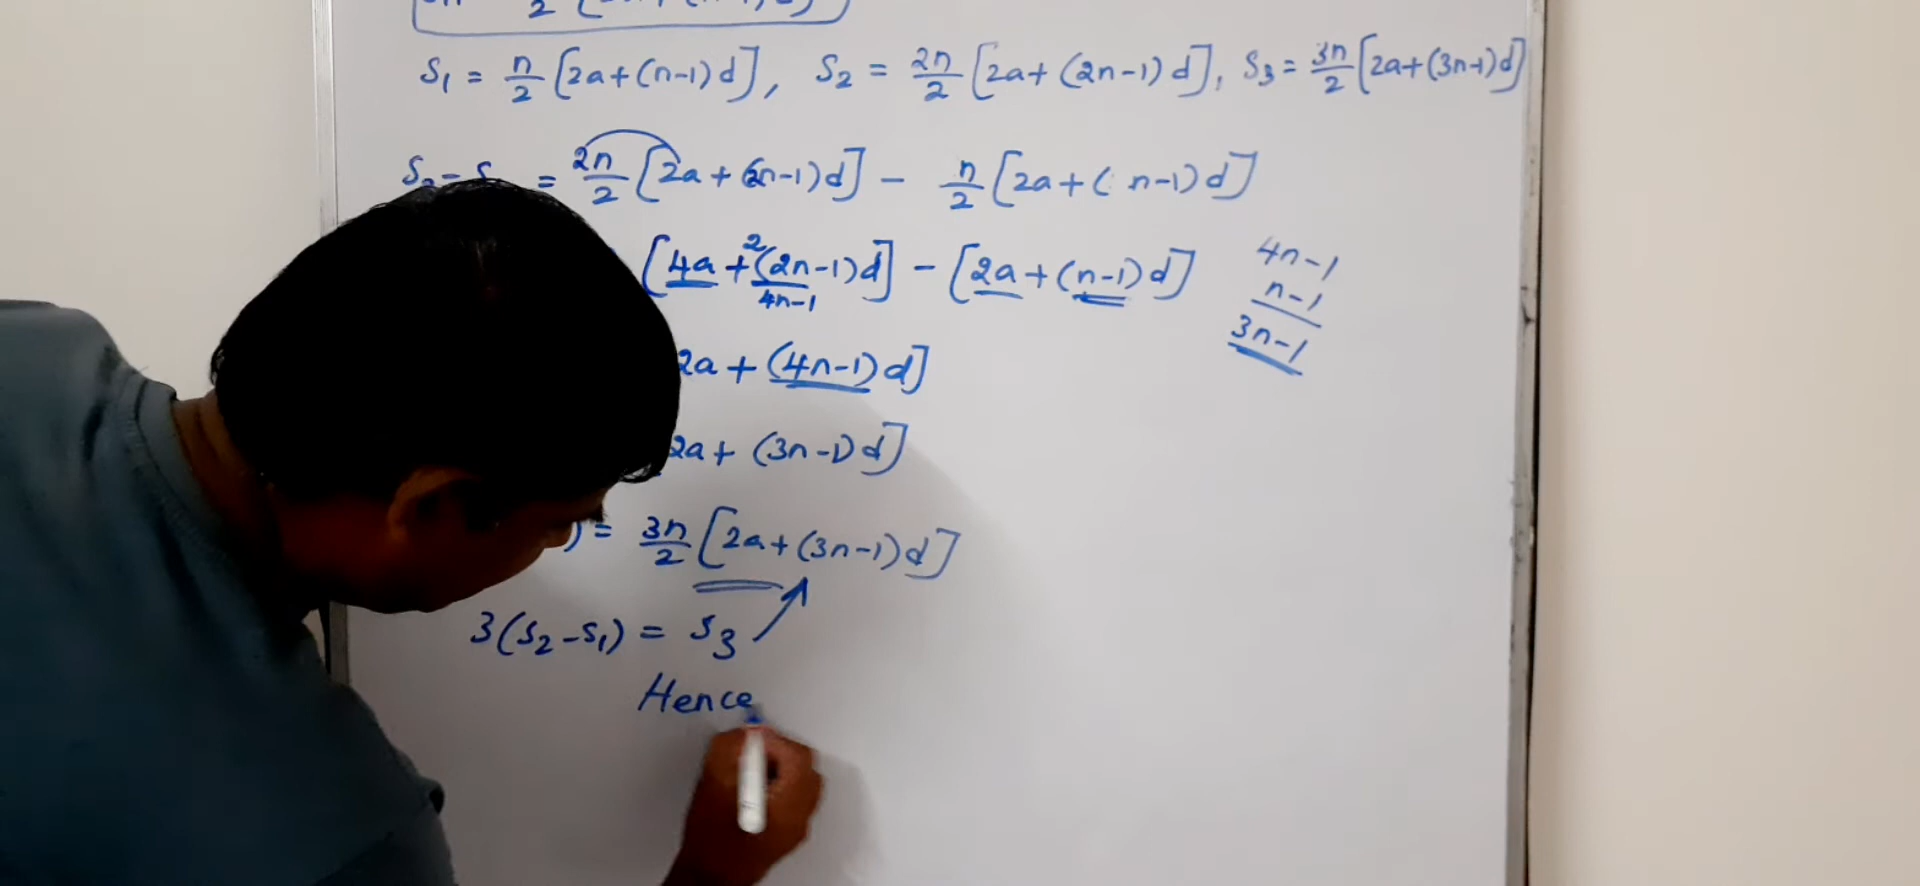 2
S₁ = n/2 [2a+(n-1)d], S₂ = 2n/2 [2a+(2n-1)d], S₃ = 3n/2 [2a+(3n-1)d]
= 2n/2 [2a+(2n-1)d] - n/2 [2a+( n-1)d]
[4a+²(2n-1)d] - [2a+(n-1)d]
4n-1
4n-1
n-1
3n-1
2a+(4n-1)d]
2a+(3n-1)d]
) = 3n/2 [2a+(3n-1)d]
3(S₂-S₁) = S₃
Hence